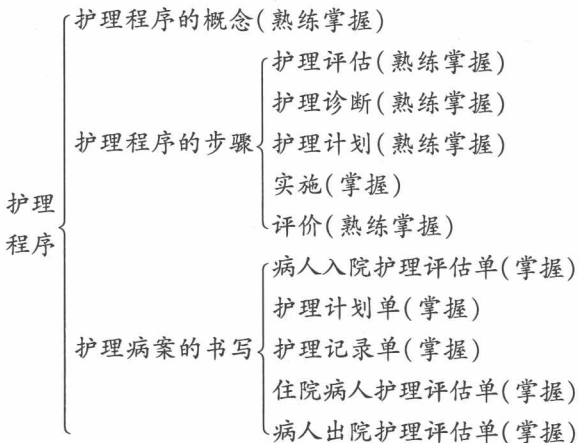 护理程序的概念(熟练掌握)
护理评估(熟练掌握)
护理诊断(熟练掌握)
护理程序的步骤
护理计划(熟练掌握)
实施(掌握)
评价(熟练掌握)
护理
程序
病人入院护理评估单(掌握)
护理计划单(掌握)
护理病案的书写
护理记录单(掌握)
住院病人护理评估单(掌握)
病人出院护理评估单(掌握)